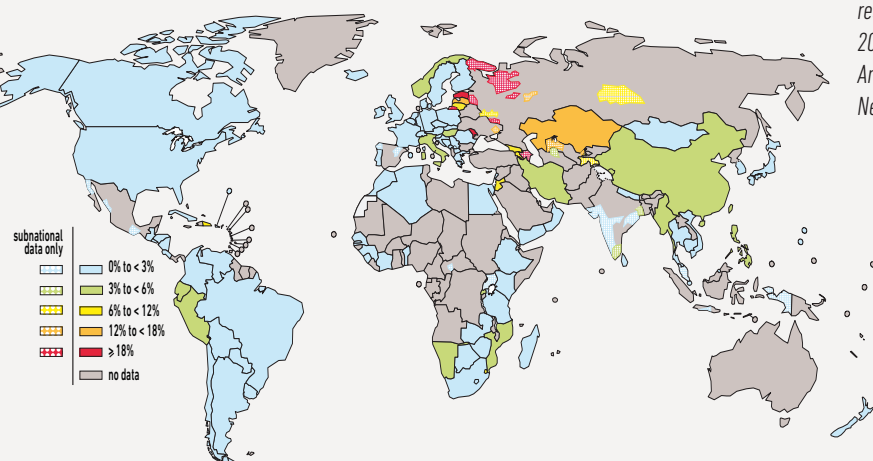 re
20
An
Ne
subnational
data only
0% to < 3%
3% to < 6%
6% to < 12%
12% to < 18%
≥ 18%
no data